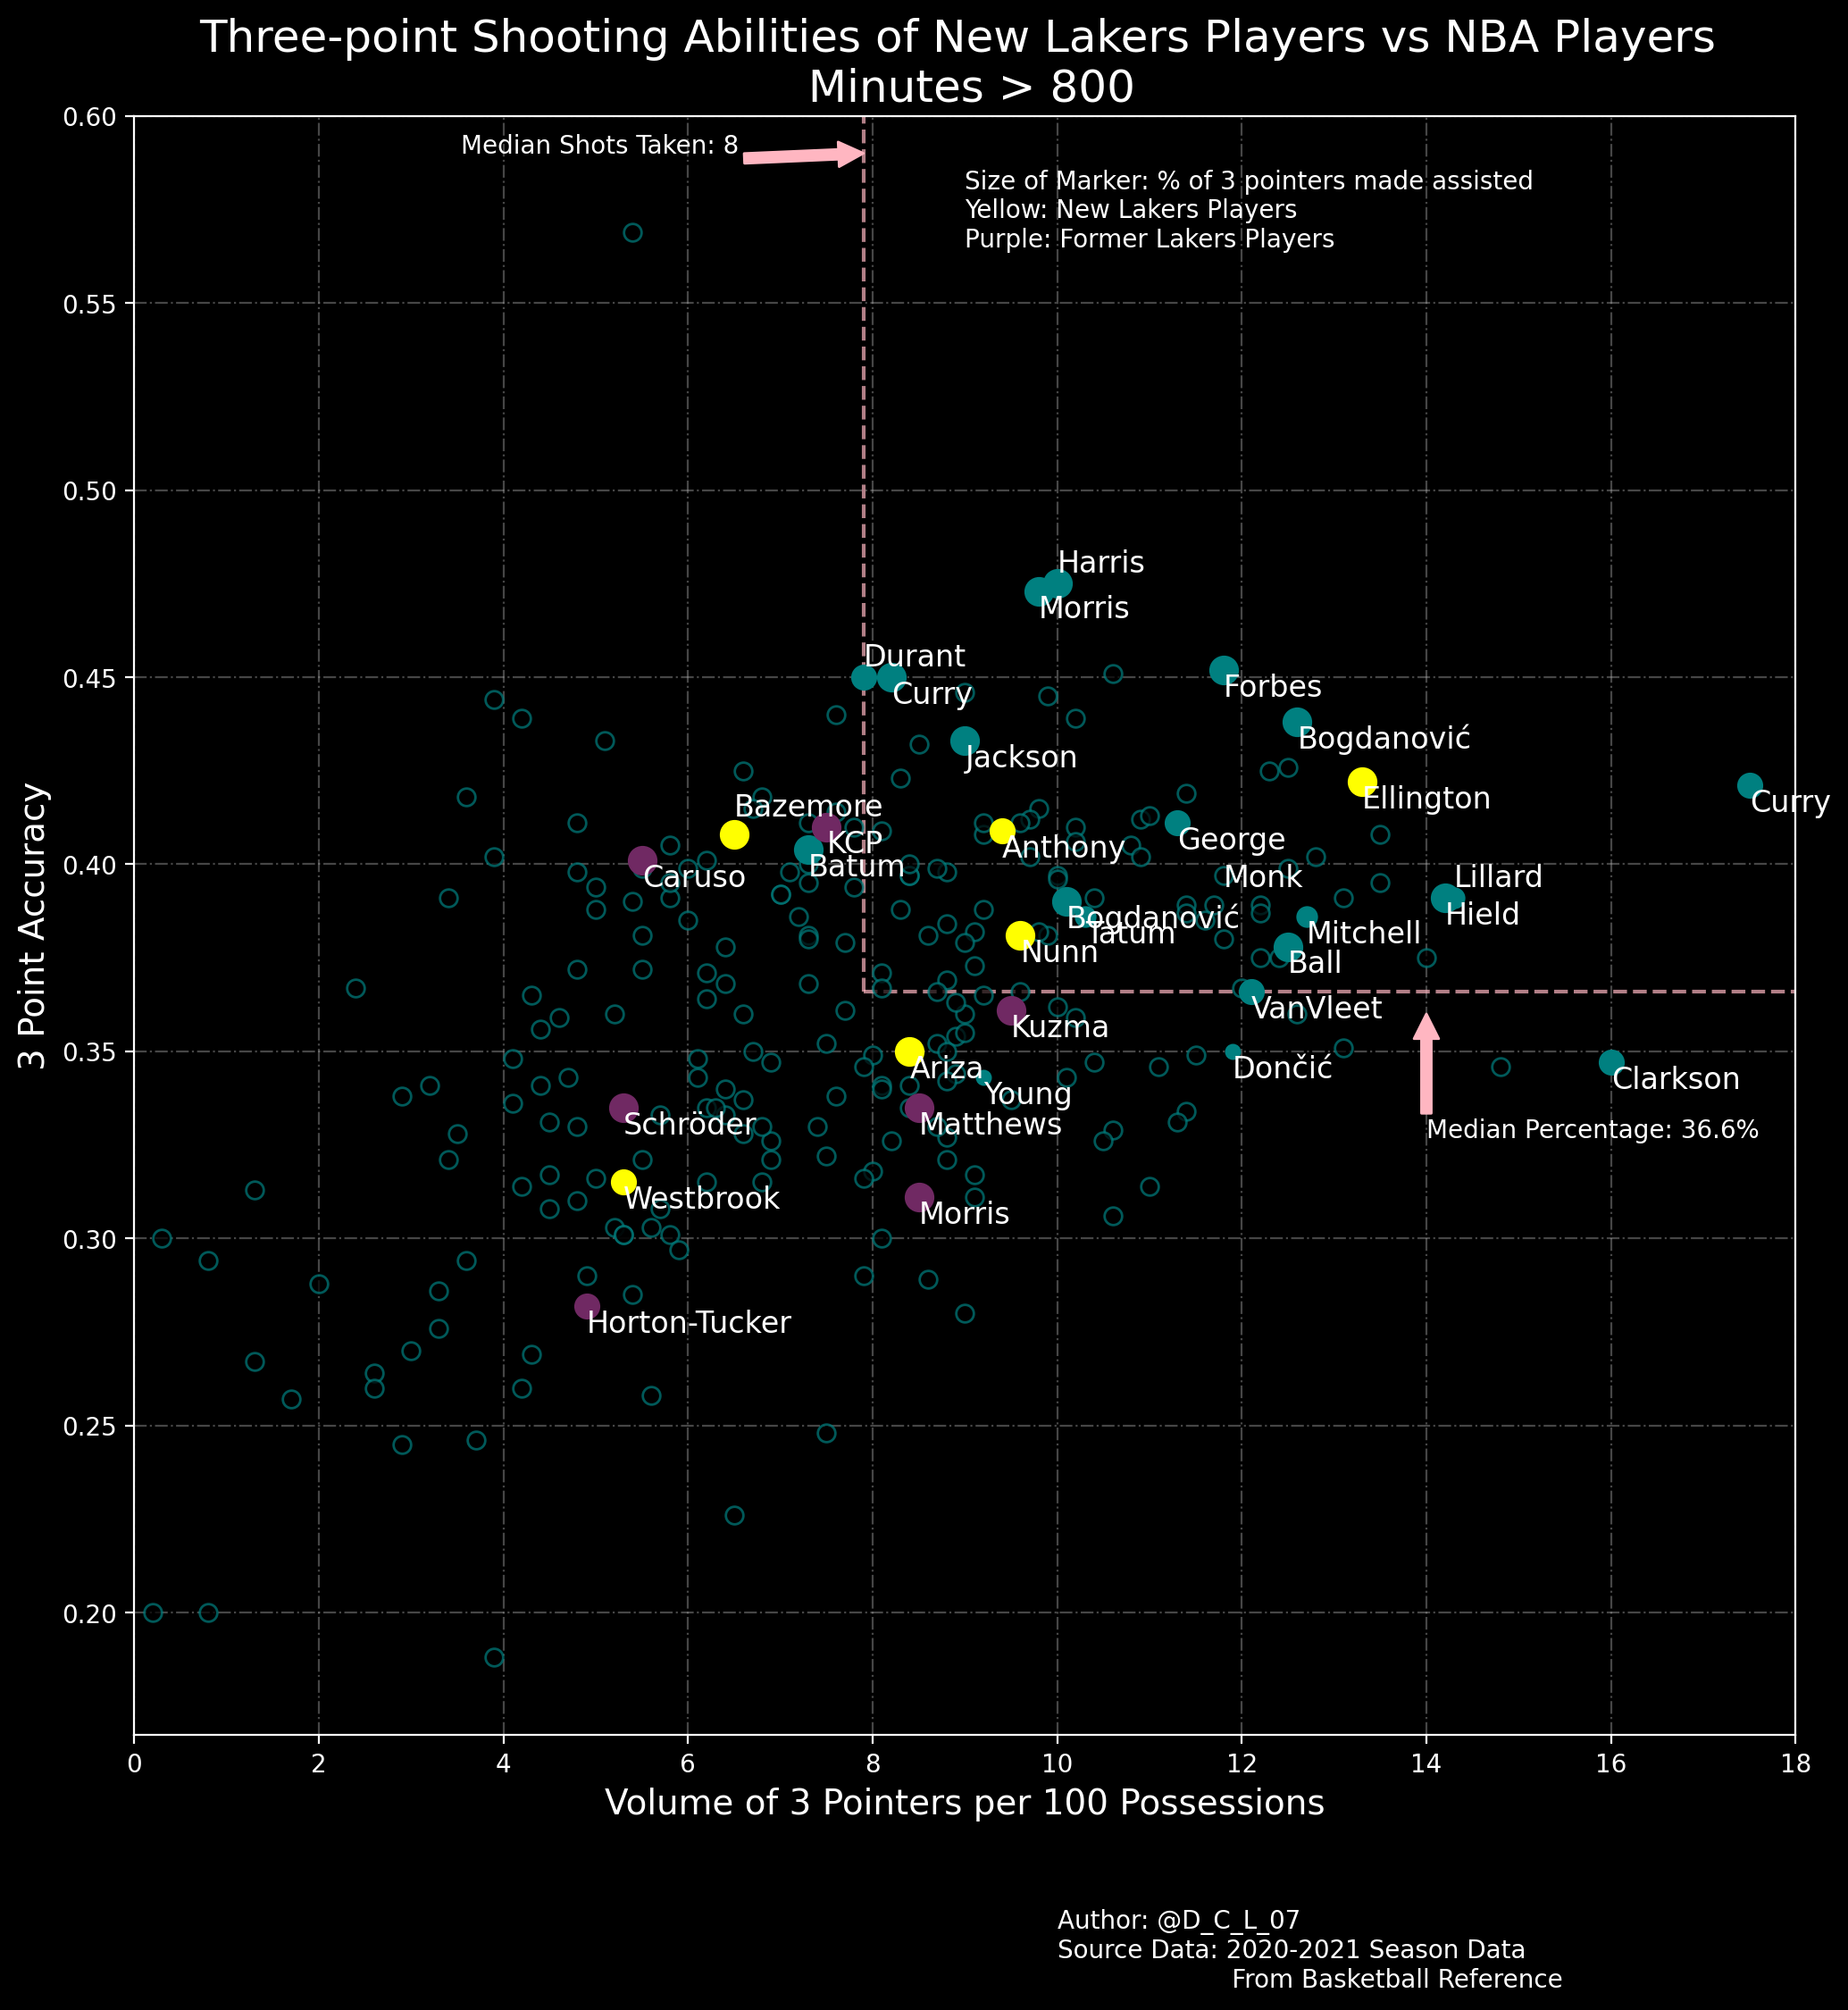 Three-point Shooting Abilities of New Lakers Players vs NBA Players
Minutes > 800
Median Shots Taken: 8
Size of Marker: % of 3 pointers made assisted
Yellow: New Lakers Players
Purple: Former Lakers Players
0.60
0.55
0.50
0.45
0.40
0.35
0.30
0.25
0.20
3 Point Accuracy
Harris
Morris
Durant
Curry
Forbes
Bogdanović
Jackson
Ellington
Curry
Bazemore
KCP
Batum
Anthony
George
Caruso
Monk
Lillard
Hield
Bogdanović
Tatum
Mitchell
Nunn
Ball
VanVleet
Kuzma
Ariza
Dončić
Young
Clarkson
Schröder
Matthews
Median Percentage: 36.6%
Westbrook
Morris
Horton-Tucker
0
2
4
6
8
10
12
14
16
18
Volume of 3 Pointers per 100 Possessions
Author: @D_C_L_07
Source Data: 2020-2021 Season Data
From Basketball Reference